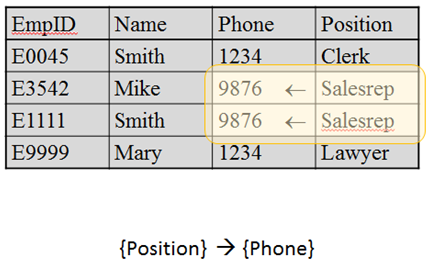 EmpID Name Phone Position
E0045 Smith 1234 Clerk
E3542 Mike 9876 ← Salesrep
E1111 Smith 9876 ← Salesrep
E9999 Mary 1234 Lawyer
{Position} → {Phone}